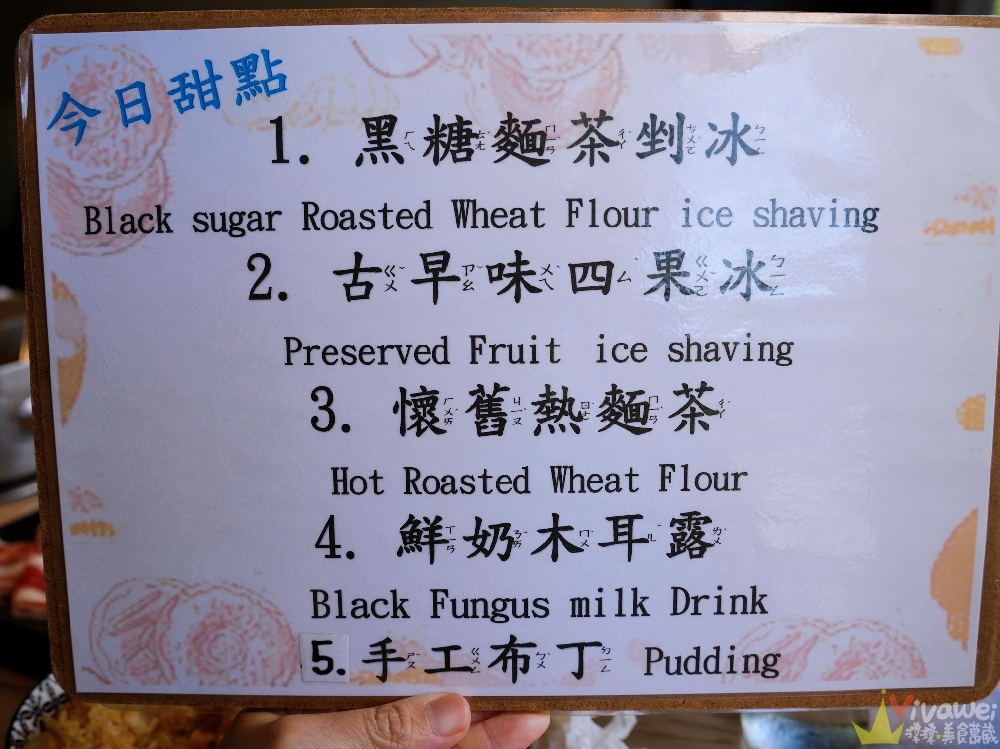 今日甜點
1. 黑糖麵茶剉冰
Black sugar Roasted Wheat Flour ice shaving
2. 古早味四果冰
Preserved Fruit ice shaving
3. 懷舊熱麵茶
Hot Roasted Wheat Flour
4. 鮮奶木耳露
Black Fungus milk Drink
5. 手工布丁 Pudding
Vivawei